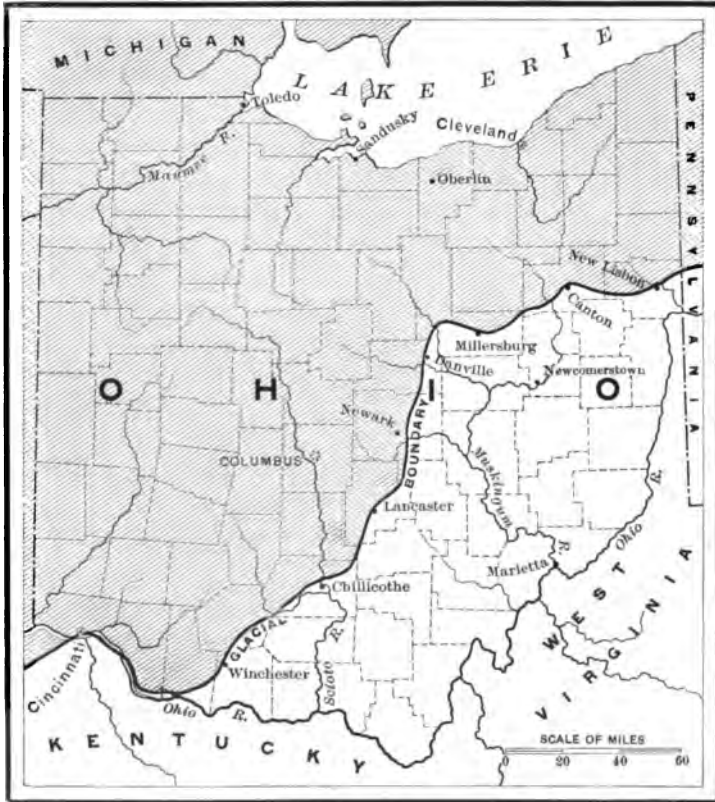 MICHIGAN
LAKE ERIE
PENNSYLVANIA
Toledo
Maumee R.
Sandusky
Cleveland
Oberlin
New Lisbon
Canton
Millersburg
Danville
Newcomerstown
OHIO
Newark
BOUNDARY
COLUMBUS
Muskingum R.
Lancaster
Ohio R.
Marietta
Chillicothe
GLACIAL
WEST VIRGINIA
Winchester
Scioto R.
Cincinnati
Ohio R.
KENTUCKY
SCALE OF MILES
0 20 40 60